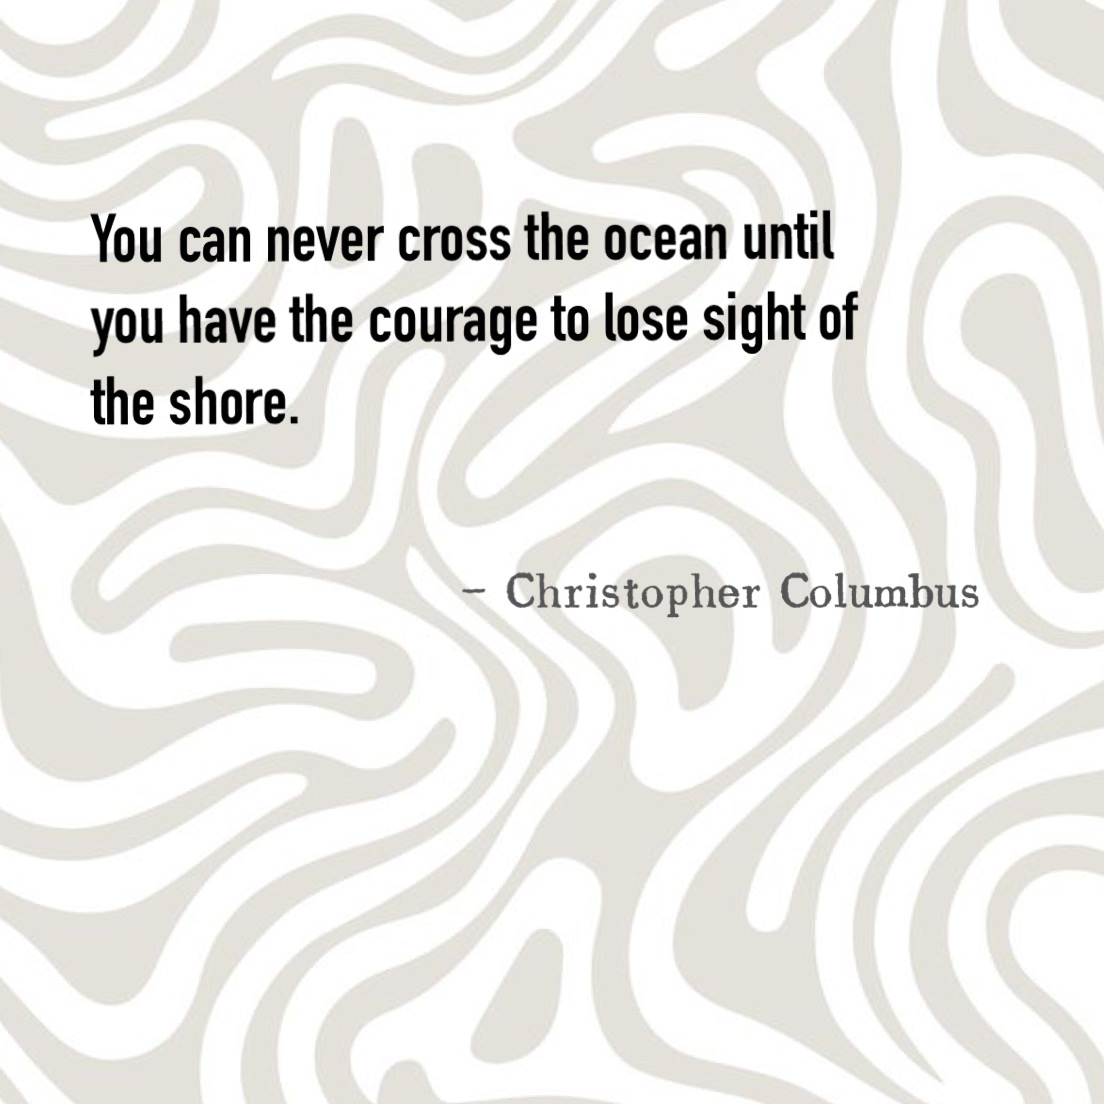 You can never cross the ocean until
you have the courage to lose sight of
the shore.
– Christopher Columbus